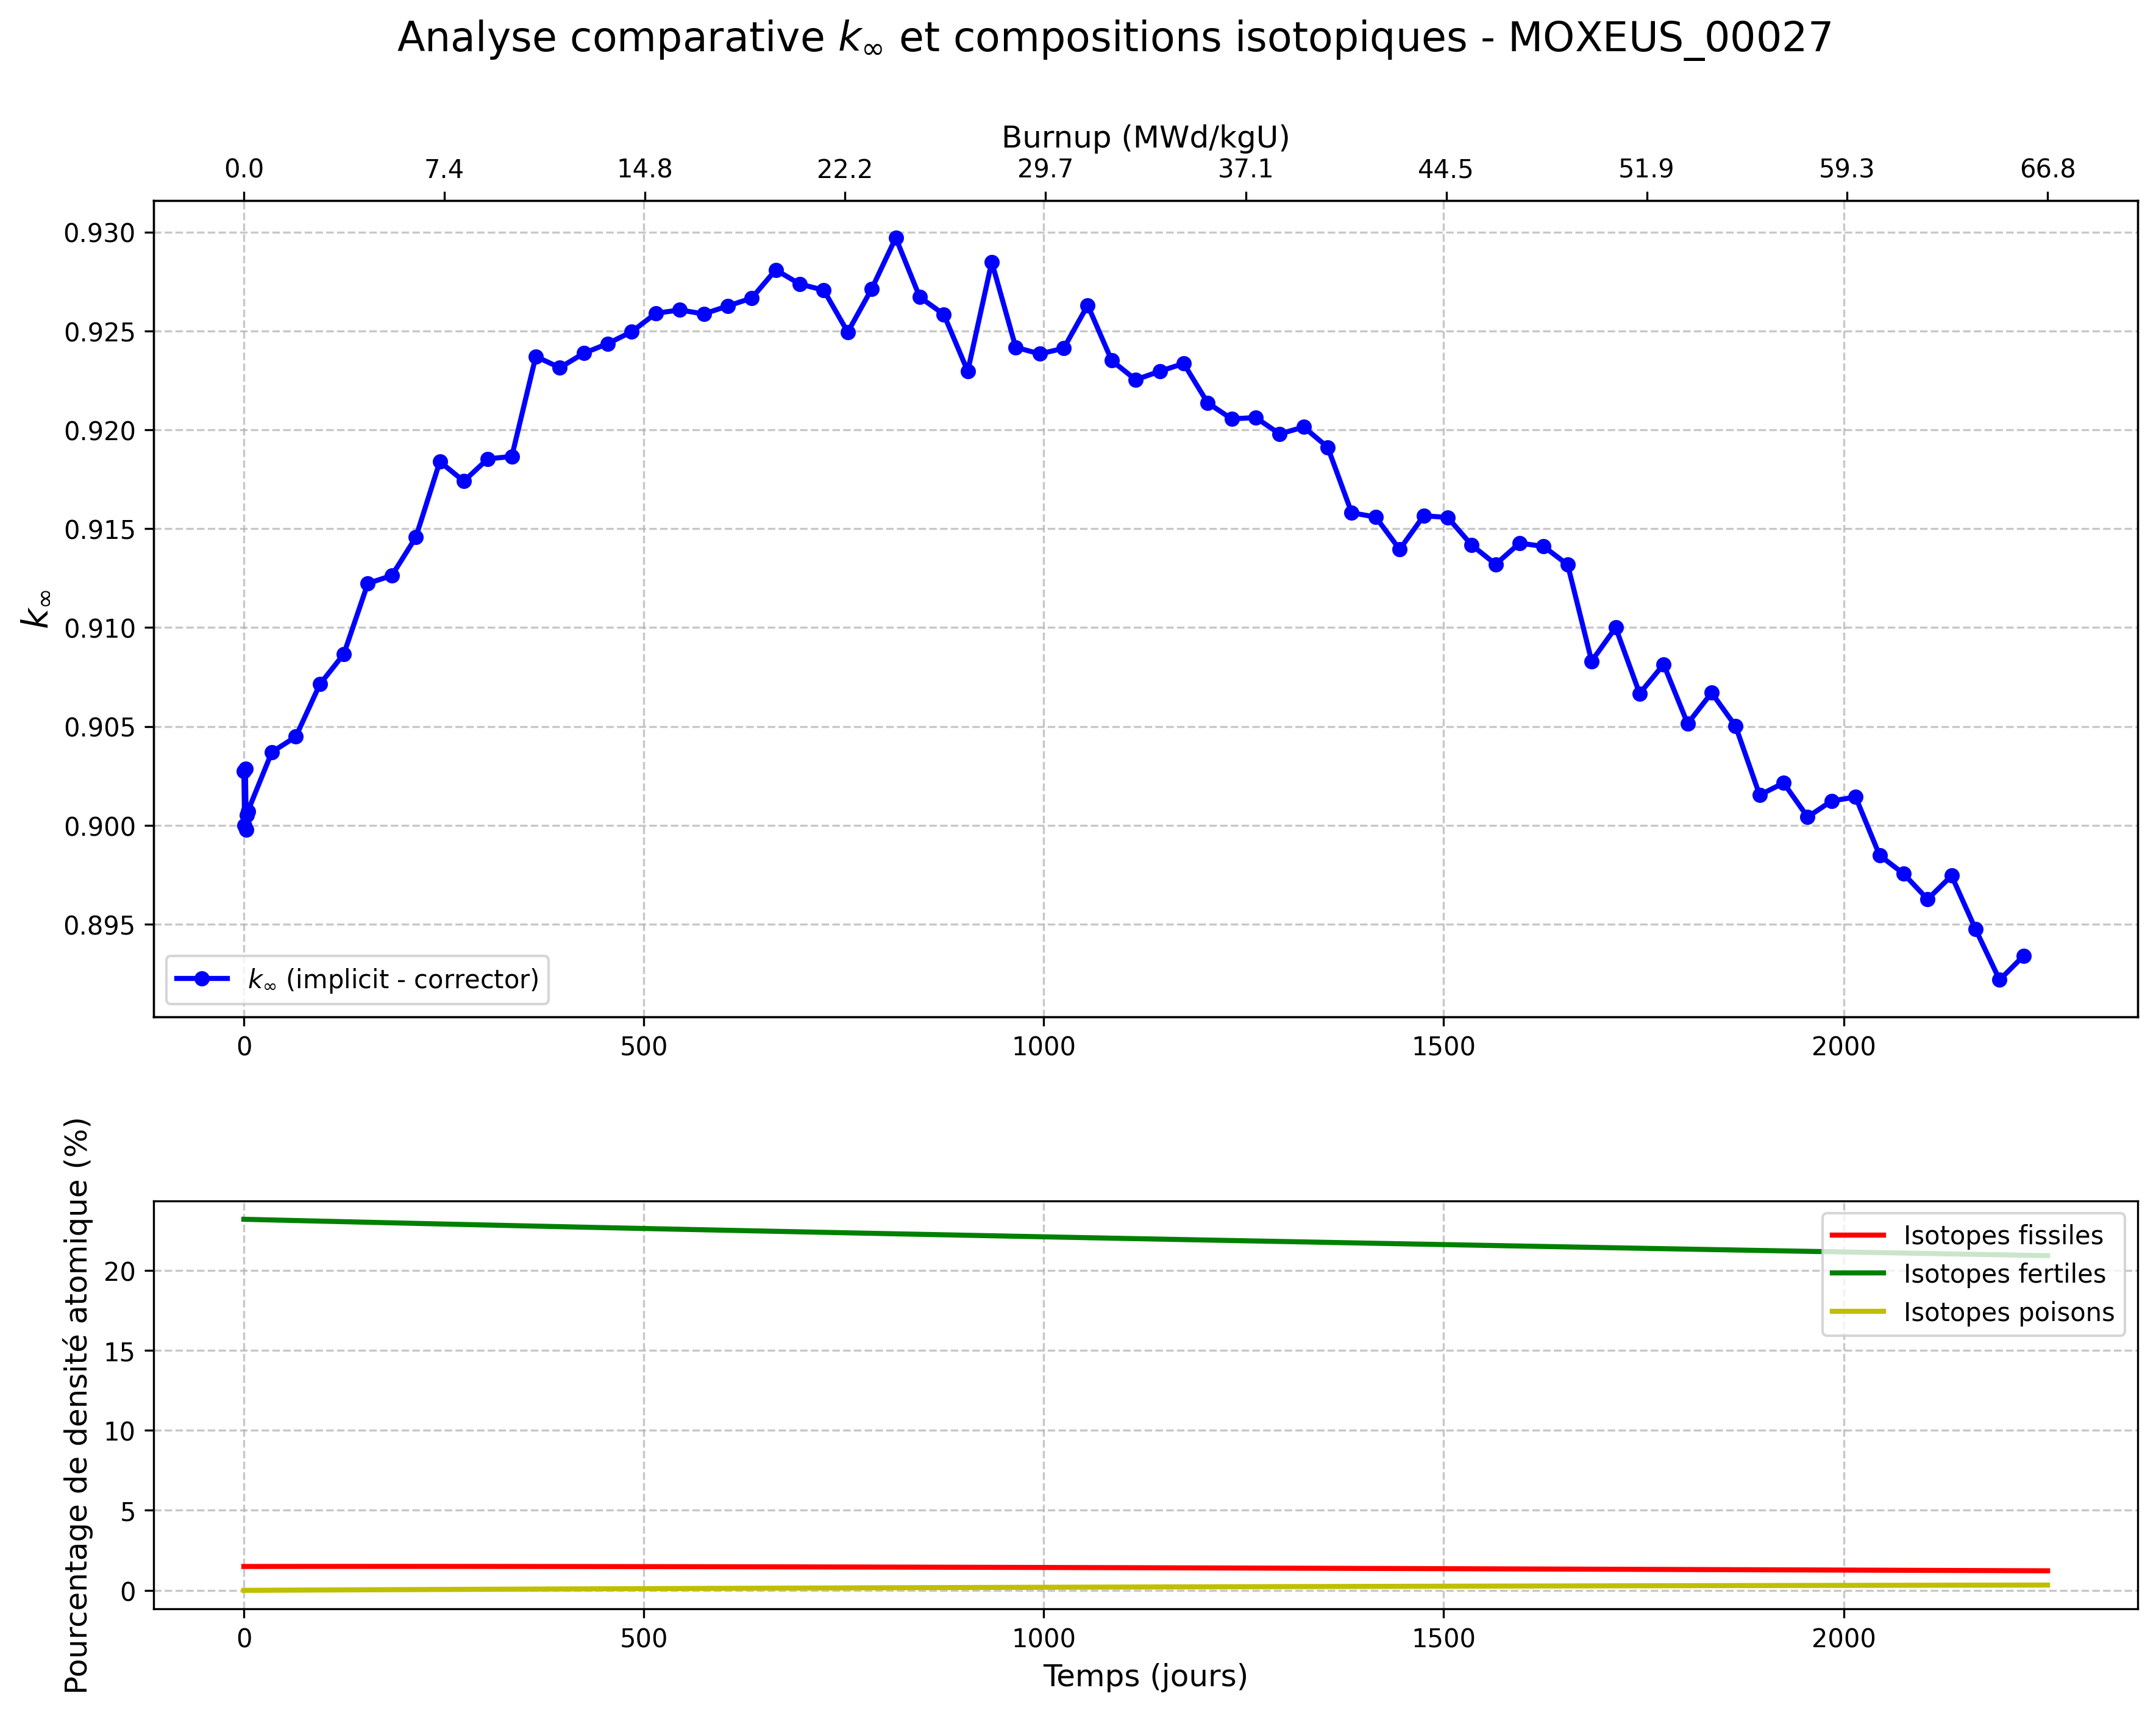 Analyse comparative k∞ et compositions isotopiques - MOXEUS_00027
Burnup (MWd/kgU)
0.0 7.4 14.8 22.2 29.7 37.1 44.5 51.9 59.3 66.8
k∞
0.930
0.925
0.920
0.915
0.910
0.905
0.900
0.895
k∞ (implicit - corrector)
0 500 1000 1500 2000
Pourcentage de densité atomique (%)
20
15
10
5
0
Isotopes fissiles
Isotopes fertiles
Isotopes poisons
0 500 1000 1500 2000
Temps (jours)